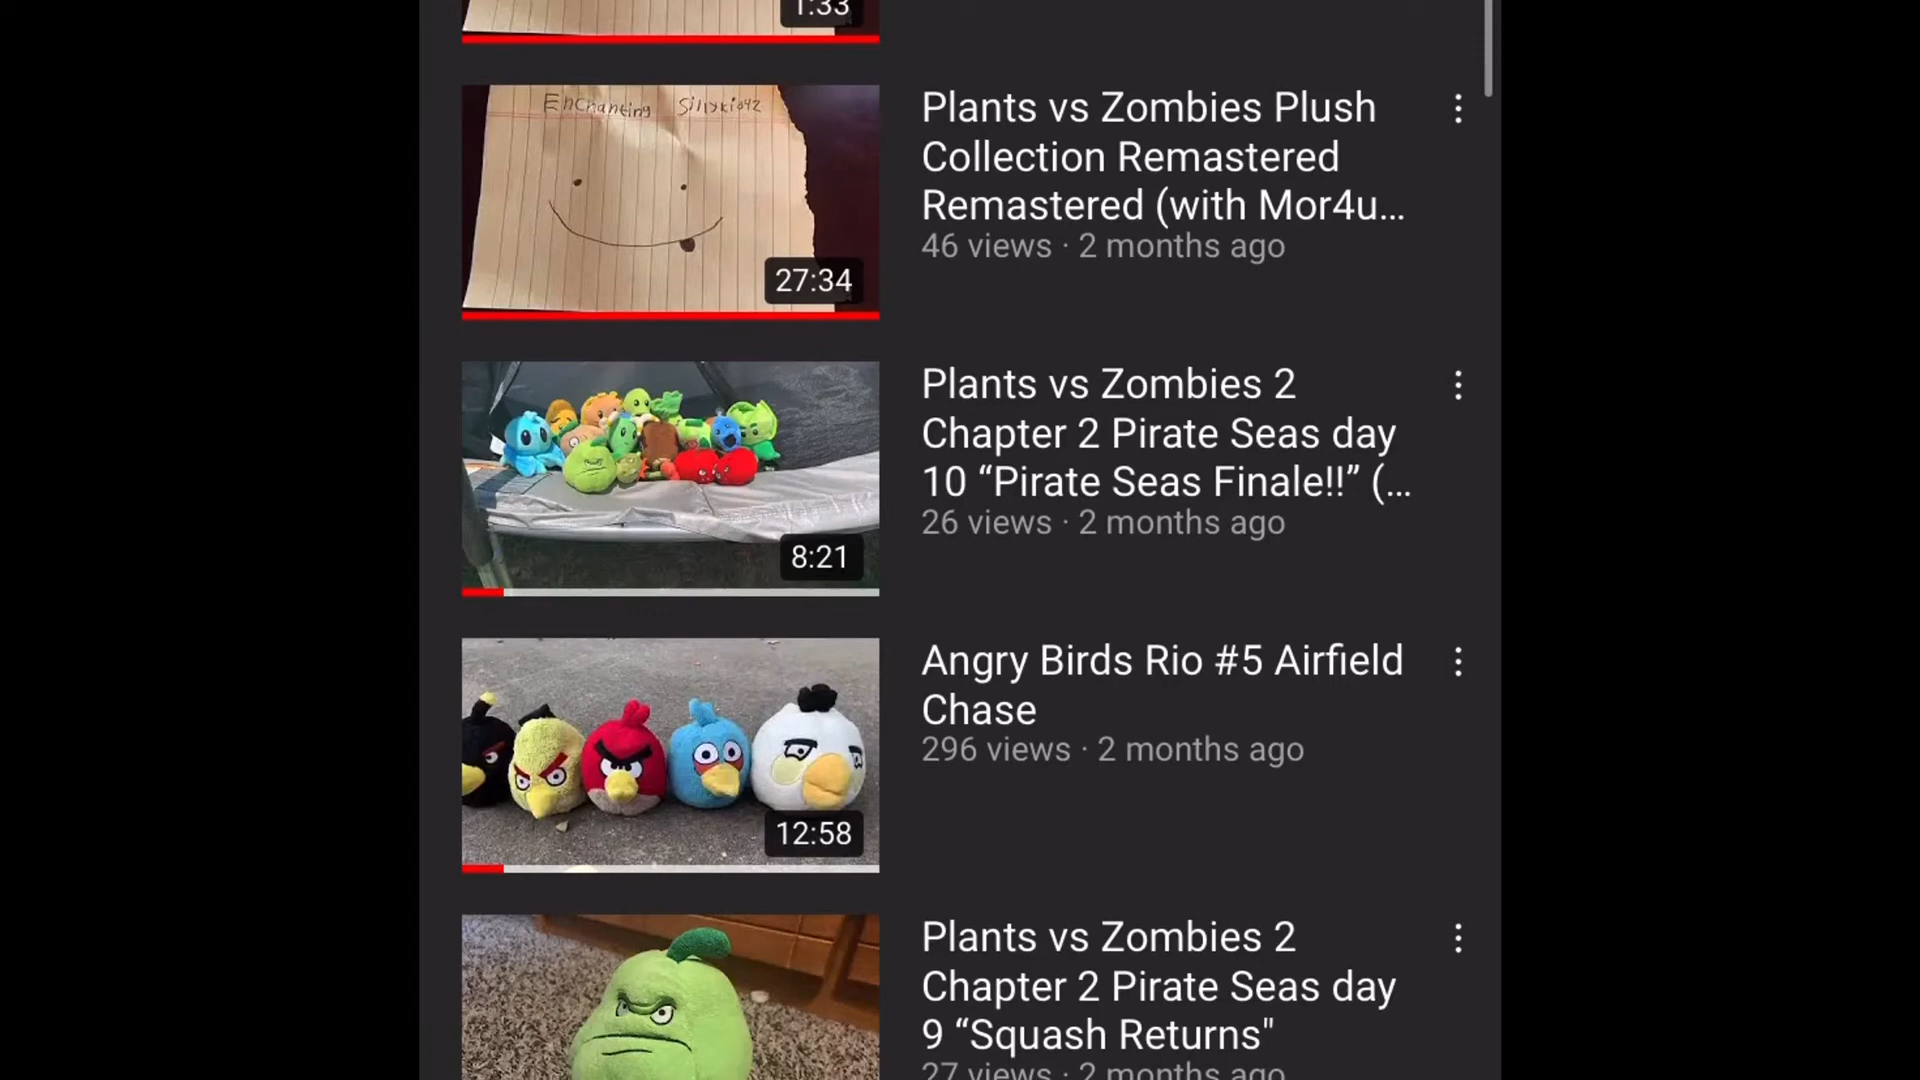 1:33
Enchanting Sillykid42
27:34
Plants vs Zombies Plush
Collection Remastered
Remastered (with Mor4u…
46 views · 2 months ago
8:21
Plants vs Zombies 2
Chapter 2 Pirate Seas day
10 “Pirate Seas Finale!!” (…
26 views · 2 months ago
12:58
Angry Birds Rio #5 Airfield
Chase
296 views · 2 months ago
Plants vs Zombies 2
Chapter 2 Pirate Seas day
9 “Squash Returns"
27 views · 2 months ago